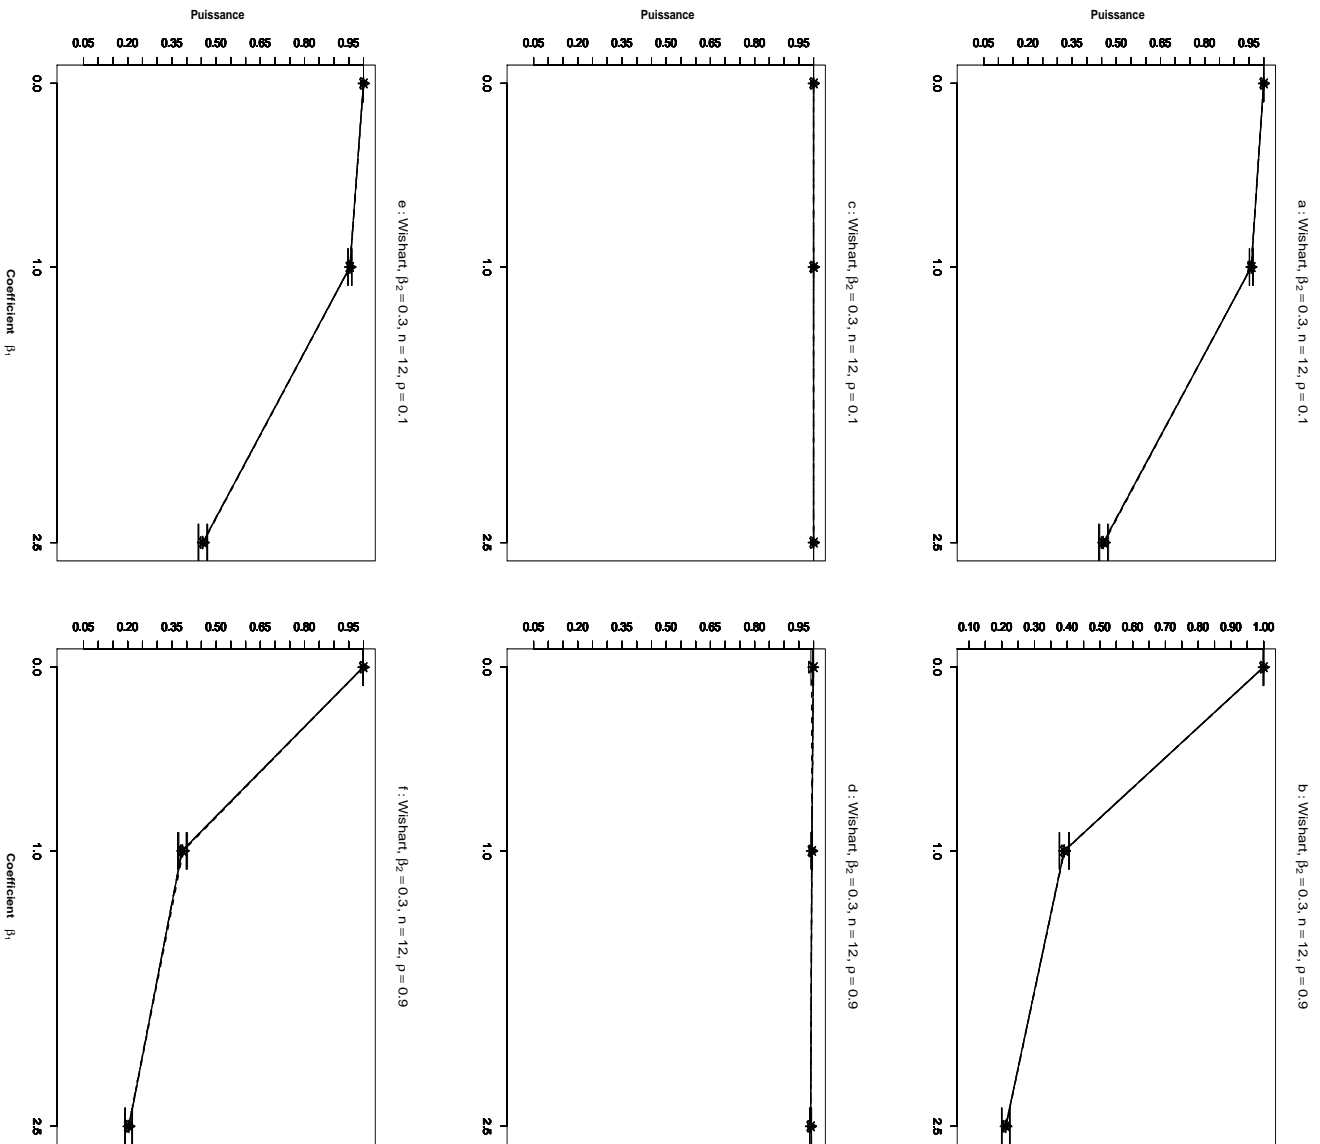 a : Wishart, β2 = 0.3, n = 12, ρ = 0.1
Puissance
0.05 0.20 0.35 0.50 0.65 0.80 0.95
0.0 1.0 2.5
b : Wishart, β2 = 0.3, n = 12, ρ = 0.9
0.10 0.20 0.30 0.40 0.50 0.60 0.70 0.80 0.90 1.00
0.0 1.0 2.5
c : Wishart, β2 = 0.3, n = 12, ρ = 0.1
Puissance
0.05 0.20 0.35 0.50 0.65 0.80 0.95
0.0 1.0 2.5
d : Wishart, β2 = 0.3, n = 12, ρ = 0.9
0.05 0.20 0.35 0.50 0.65 0.80 0.95
0.0 1.0 2.5
e : Wishart, β2 = 0.3, n = 12, ρ = 0.1
Puissance
0.05 0.20 0.35 0.50 0.65 0.80 0.95
0.0 1.0 2.5
Coefficient β1
f : Wishart, β2 = 0.3, n = 12, ρ = 0.9
0.05 0.20 0.35 0.50 0.65 0.80 0.95
0.0 1.0 2.5
Coefficient β1